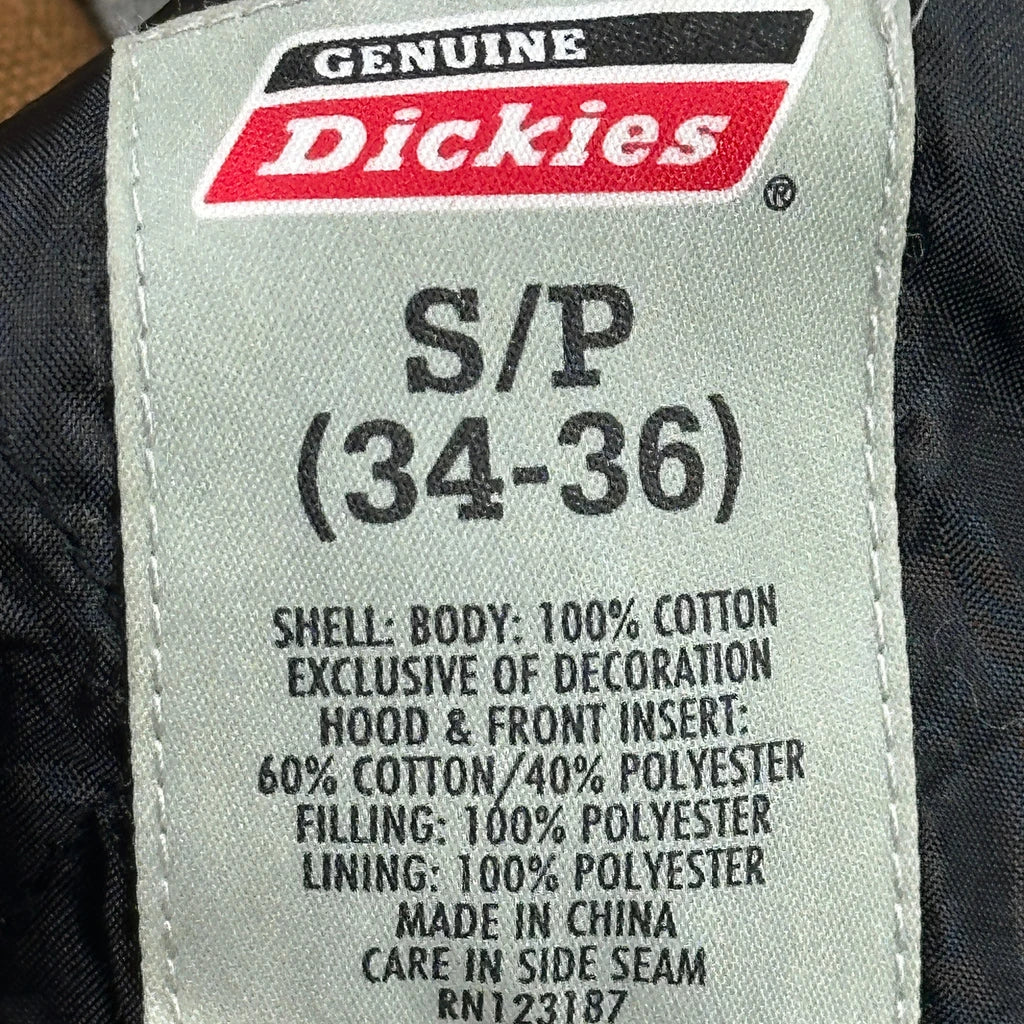 GENUINE
Dickies
®
S/P
(34-36)
SHELL: BODY: 100% COTTON
EXCLUSIVE OF DECORATION
HOOD & FRONT INSERT:
60% COTTON/40% POLYESTER
FILLING: 100% POLYESTER
LINING: 100% POLYESTER
MADE IN CHINA
CARE IN SIDE SEAM
RN123187